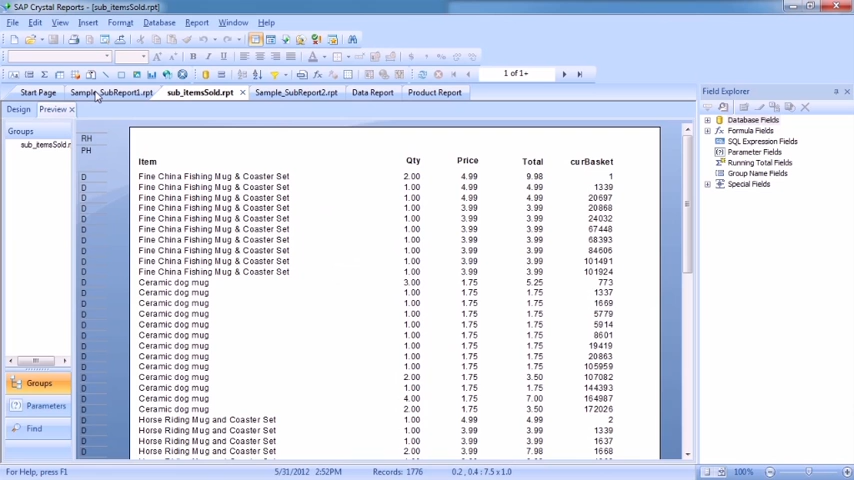 SAP Crystal Reports - [sub_itemsSold.rpt]
File Edit View Insert Format Database Report Window Help
1 of 1+
Start Page Sample_SubReport1.rpt sub_itemsSold.rpt Sample_SubReport2.rpt Data Report Product Report
Design Preview
Groups
sub_itemsSold.r
RH
PH
Item Qty Price Total curBasket
D Fine China Fishing Mug & Coaster Set 2.00 4.99 9.98 1
D Fine China Fishing Mug & Coaster Set 1.00 4.99 4.99 1339
D Fine China Fishing Mug & Coaster Set 1.00 4.99 4.99 20697
D Fine China Fishing Mug & Coaster Set 1.00 3.99 3.99 20868
D Fine China Fishing Mug & Coaster Set 1.00 3.99 3.99 24032
D Fine China Fishing Mug & Coaster Set 1.00 3.99 3.99 67448
D Fine China Fishing Mug & Coaster Set 1.00 3.99 3.99 68393
D Fine China Fishing Mug & Coaster Set 1.00 3.99 3.99 84606
D Fine China Fishing Mug & Coaster Set 1.00 3.99 3.99 101491
D Fine China Fishing Mug & Coaster Set 1.00 3.99 3.99 101924
D Ceramic dog mug 3.00 1.75 5.25 773
D Ceramic dog mug 1.00 1.75 1.75 1337
D Ceramic dog mug 1.00 1.75 1.75 1669
D Ceramic dog mug 1.00 1.75 1.75 5779
D Ceramic dog mug 1.00 1.75 1.75 5914
D Ceramic dog mug 1.00 1.75 1.75 8601
D Ceramic dog mug 1.00 1.75 1.75 19419
D Ceramic dog mug 1.00 1.75 1.75 20863
D Ceramic dog mug 1.00 1.75 1.75 105959
D Ceramic dog mug 2.00 1.75 3.50 107082
D Ceramic dog mug 1.00 1.75 1.75 144393
D Ceramic dog mug 4.00 1.75 7.00 164987
D Ceramic dog mug 2.00 1.75 3.50 172026
D Horse Riding Mug and Coaster Set 1.00 4.99 4.99 2
D Horse Riding Mug and Coaster Set 1.00 3.99 3.99 1339
D Horse Riding Mug and Coaster Set 1.00 3.99 3.99 1637
D Horse Riding Mug and Coaster Set 2.00 3.99 7.98 1668
Groups
Parameters
Find
Field Explorer
Database Fields
Formula Fields
SQL Expression Fields
Parameter Fields
Running Total Fields
Group Name Fields
Special Fields
For Help, press F1 5/31/2012 2:52PM Records: 1776 0.2 , 0.4 : 7.5 x 1.0 100%